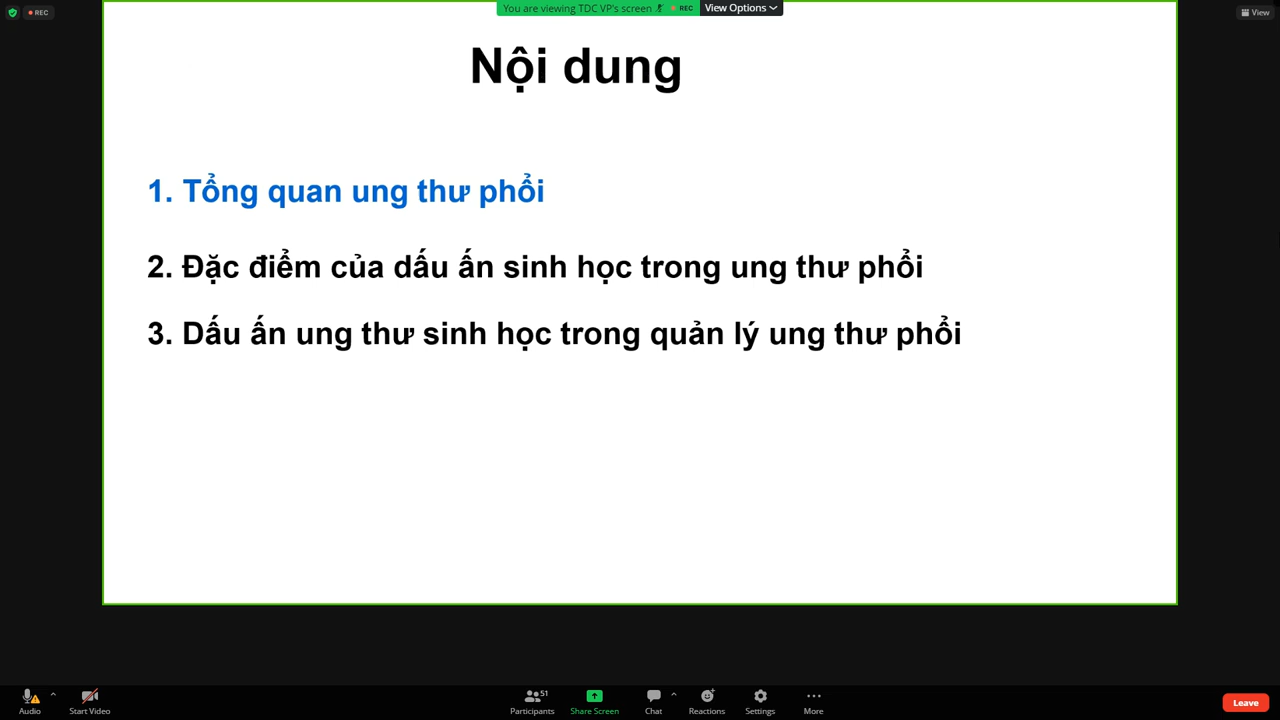 REC
You are viewing TDC VP's screen REC View Options
View
Nội dung
1. Tổng quan ung thư phổi
2. Đặc điểm của dấu ấn sinh học trong ung thư phổi
3. Dấu ấn ung thư sinh học trong quản lý ung thư phổi
51
Audio Start Video Participants Share Screen Chat Reactions Settings More Leave